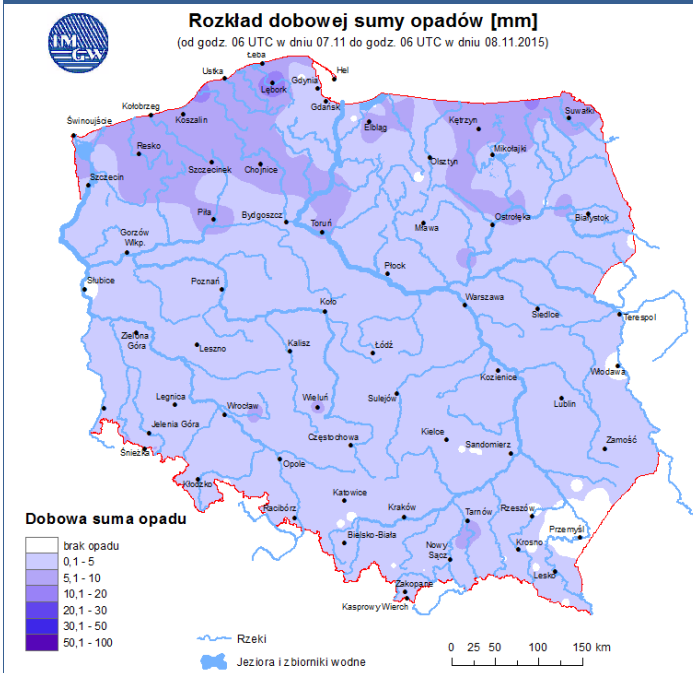 Rozkład dobowej sumy opadów [mm]
(od godz. 06 UTC w dniu 07.11 do godz. 06 UTC w dniu 08.11.2015)
IMGW
Łeba
Ustka
Hel
Gdynia
Lębork
Gdańsk
Kołobrzeg
Koszalin
Świnoujście
Elbląg
Kętrzyn
Suwałki
Resko
Mikołajki
Szczecinek
Chojnice
Olsztyn
Szczecin
Piła
Bydgoszcz
Toruń
Ostrołęka
Białystok
Mława
Gorzów
Wlkp.
Płock
Słubice
Poznań
Koło
Warszawa
Siedlce
Terespol
Zielona
Góra
Leszno
Kalisz
Łódź
Kozienice
Włodawa
Legnica
Wrocław
Wieluń
Sulejów
Lublin
Jelenia Góra
Częstochowa
Kielce
Sandomierz
Zamość
Śnieżka
Opole
Kłodzko
Katowice
Racibórz
Kraków
Tarnów
Rzeszów
Przemyśl
Bielsko-Biała
Nowy
Sącz
Krosno
Lesko
Zakopane
Kasprowy Wierch
Dobowa suma opadu
brak opadu
0,1 - 5
5,1 - 10
10,1 - 20
20,1 - 30
30,1 - 50
50,1 - 100
Rzeki
Jeziora i zbiorniki wodne
0 25 50 100 150 km